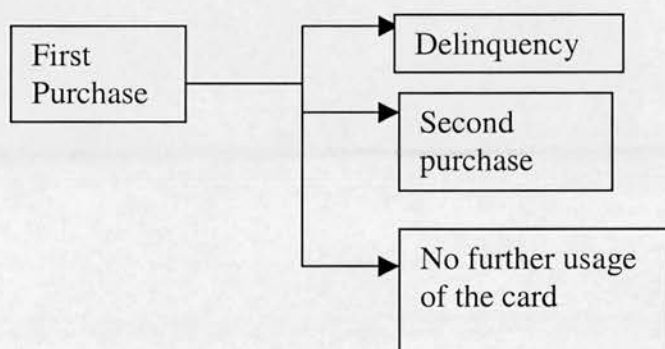 First
Purchase
Delinquency
Second
purchase
No further usage
of the card